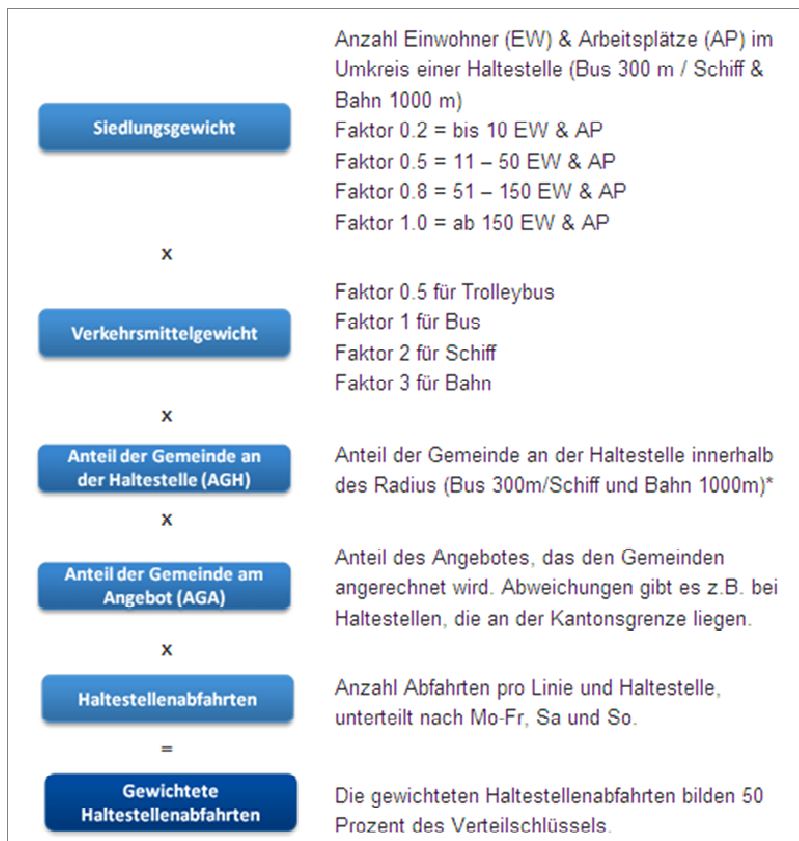 Anzahl Einwohner (EW) & Arbeitsplätze (AP) im
Umkreis einer Haltestelle (Bus 300 m / Schiff &
Bahn 1000 m)
Siedlungsgewicht
Faktor 0.2 = bis 10 EW & AP
Faktor 0.5 = 11 – 50 EW & AP
Faktor 0.8 = 51 – 150 EW & AP
Faktor 1.0 = ab 150 EW & AP
x
Verkehrsmittelgewicht
Faktor 0.5 für Trolleybus
Faktor 1 für Bus
Faktor 2 für Schiff
Faktor 3 für Bahn
x
Anteil der Gemeinde an
der Haltestelle (AGH)
Anteil der Gemeinde an der Haltestelle innerhalb
des Radius (Bus 300m/Schiff und Bahn 1000m)*
x
Anteil der Gemeinde am
Angebot (AGA)
Anteil des Angebotes, das den Gemeinden
angerechnet wird. Abweichungen gibt es z.B. bei
Haltestellen, die an der Kantonsgrenze liegen.
x
Haltestellenabfahrten
Anzahl Abfahrten pro Linie und Haltestelle,
unterteilt nach Mo-Fr, Sa und So.
=
Gewichtete
Haltestellenabfahrten
Die gewichteten Haltestellenabfahrten bilden 50
Prozent des Verteilschlüssels.